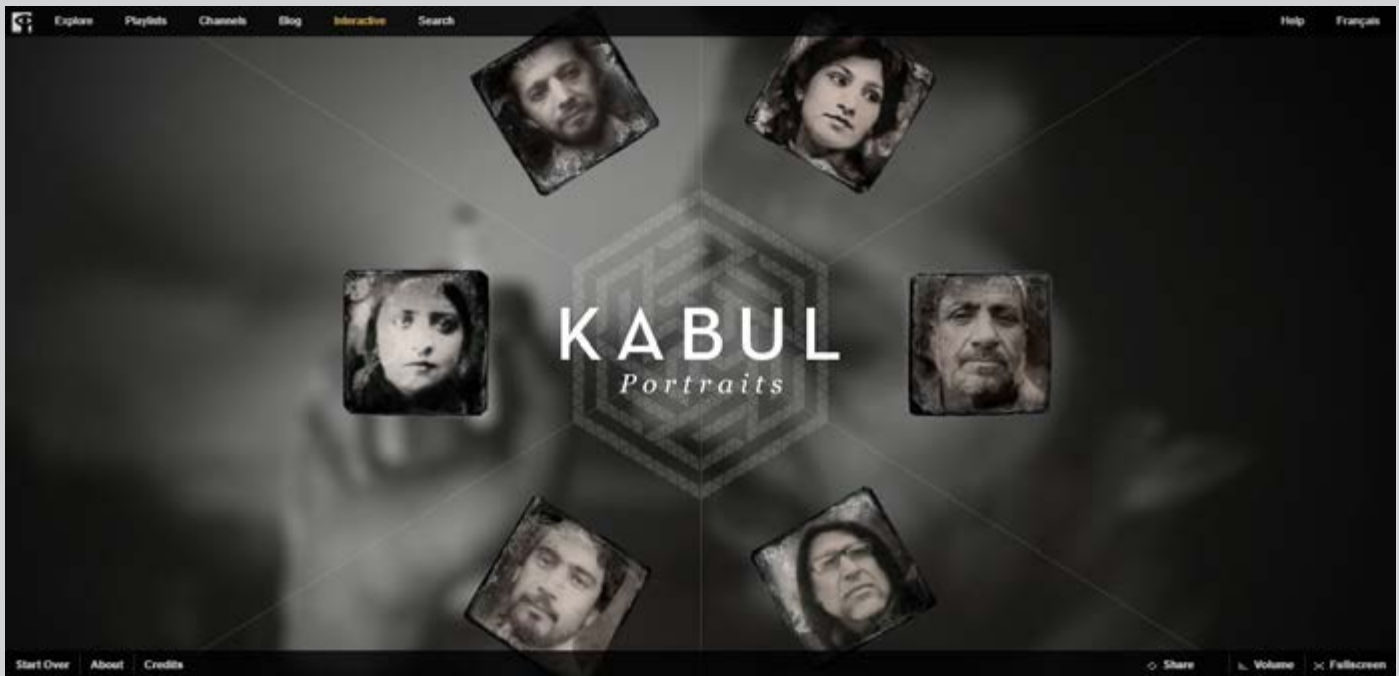 Explore Playlists Channels Blog Interactive Search Help Français
KABUL
Portraits
Start Over About Credits Share Volume Fullscreen